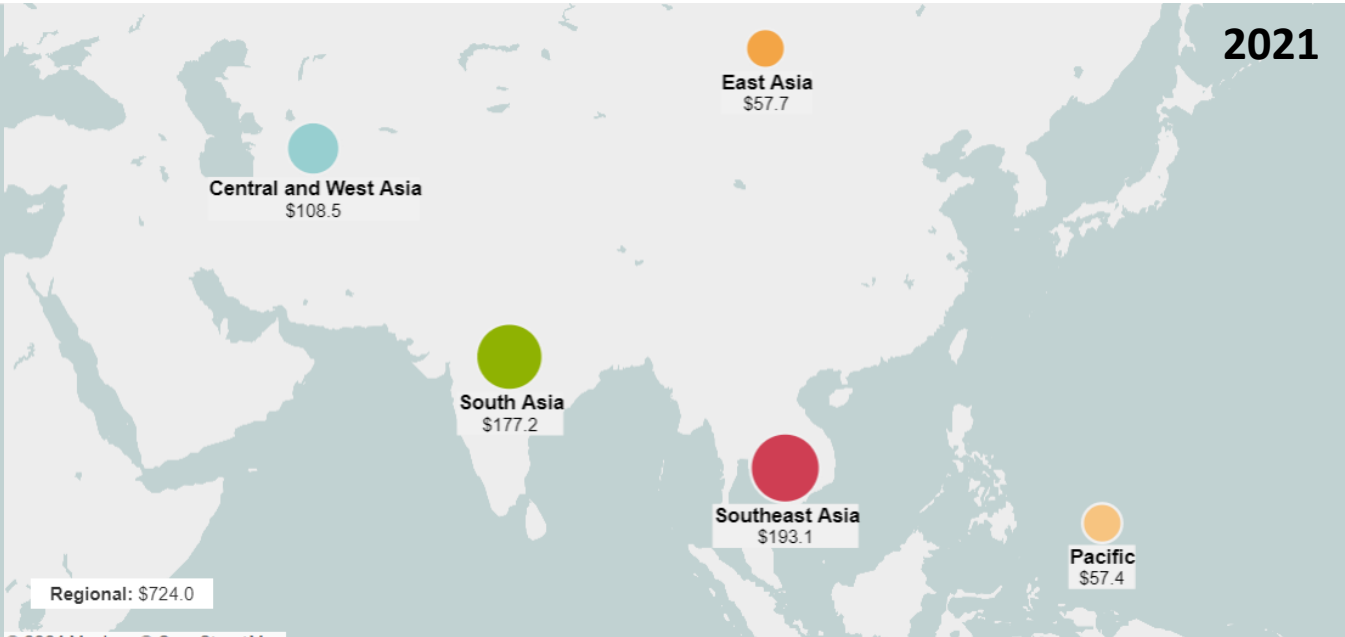 2021
East Asia
$57.7
Central and West Asia
$108.5
South Asia
$177.2
Southeast Asia
$193.1
Pacific
$57.4
Regional: $724.0